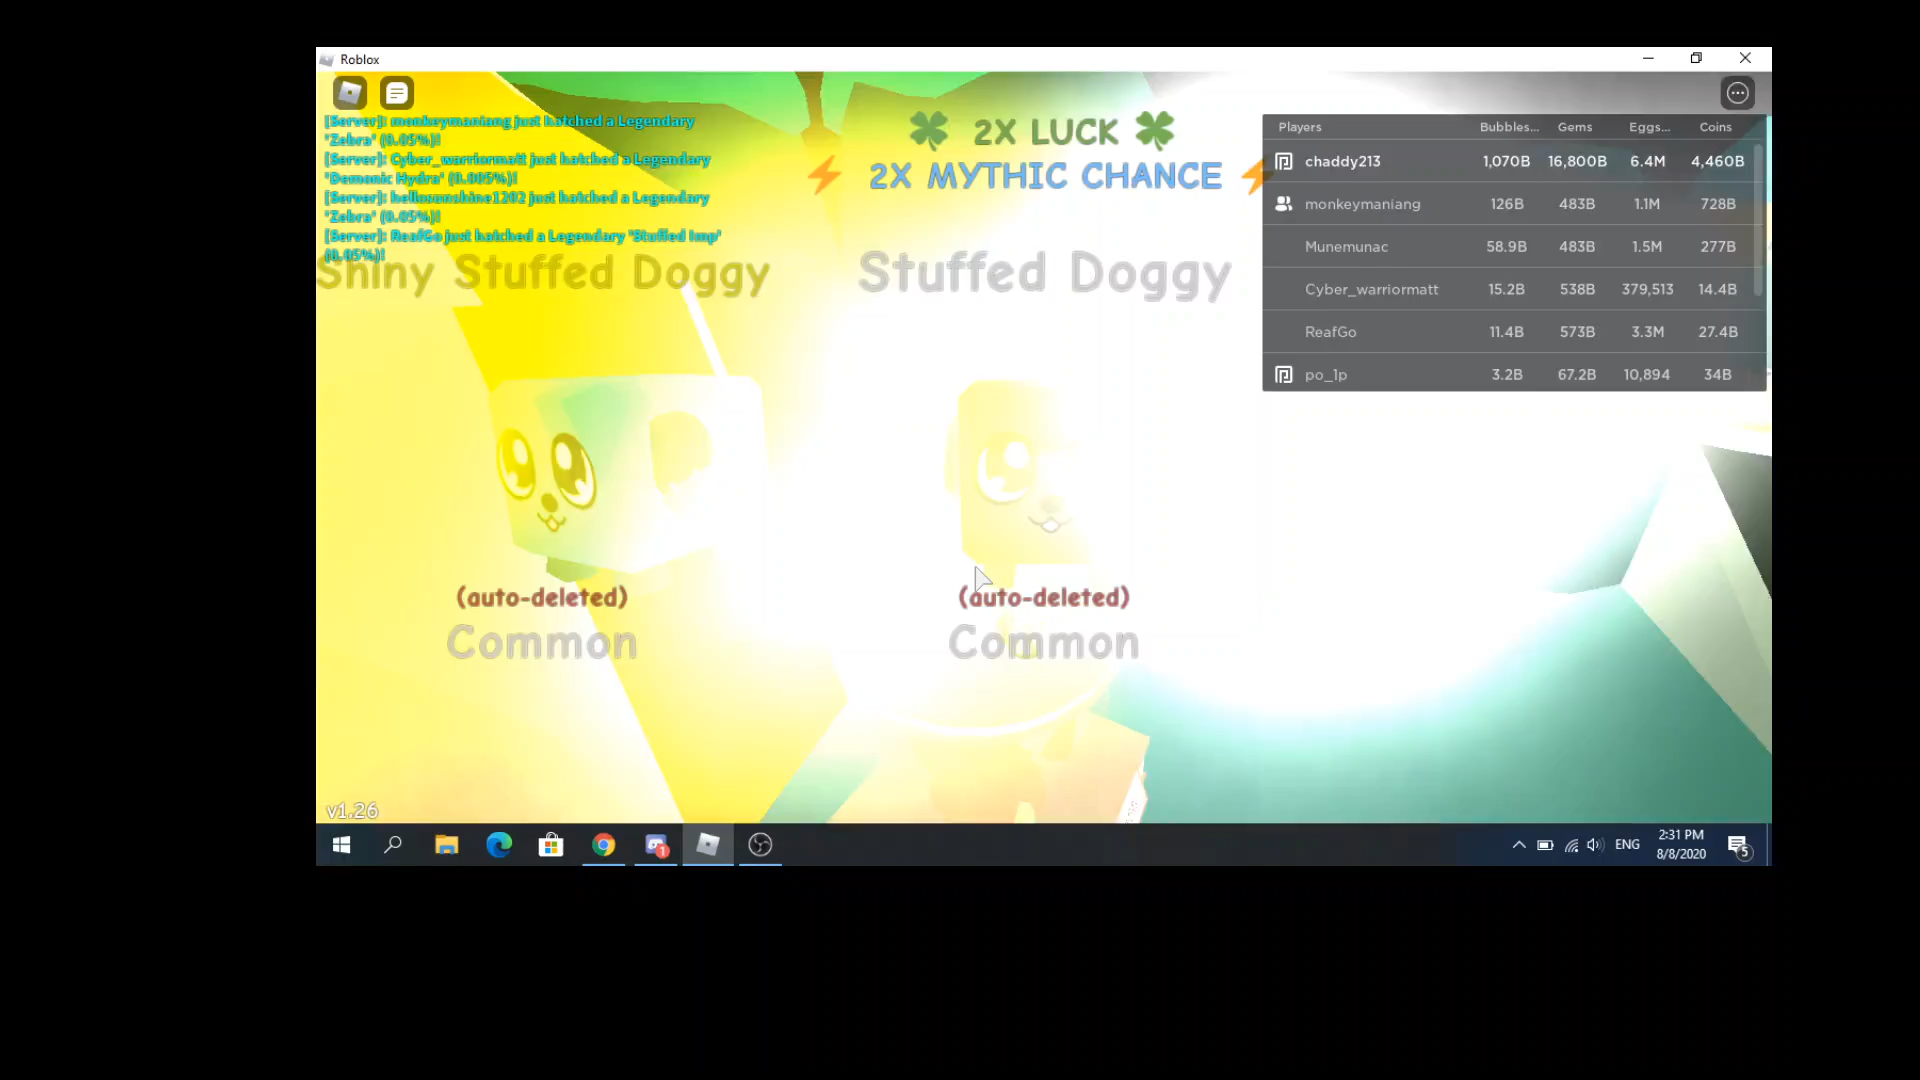 Roblox
[Server]: monkeymaniang just hatched a Legendary
'Zebra' (0.05%)!
[Server]: Cyber_warriormatt just hatched a Legendary
'Demonic Hydra' (0.005%)!
[Server]: hellosunshine1202 just hatched a Legendary
'Zebra' (0.05%)!
[Server]: ReafGo just hatched a Legendary 'Stuffed Imp'
(0.05%)!
2X LUCK
2X MYTHIC CHANCE
Players Bubbles... Gems Eggs... Coins
chaddy213 1,070B 16,800B 6.4M 4,460B
monkeymaniang 126B 483B 1.1M 728B
Munemunac 58.9B 483B 1.5M 277B
Cyber_warriormatt 15.2B 538B 379,513 14.4B
ReafGo 11.4B 573B 3.3M 27.4B
po_1p 3.2B 67.2B 10,894 34B
Shiny Stuffed Doggy
Stuffed Doggy
(auto-deleted)
Common
(auto-deleted)
Common
v1.26
1
ENG
2:31 PM
8/8/2020
5